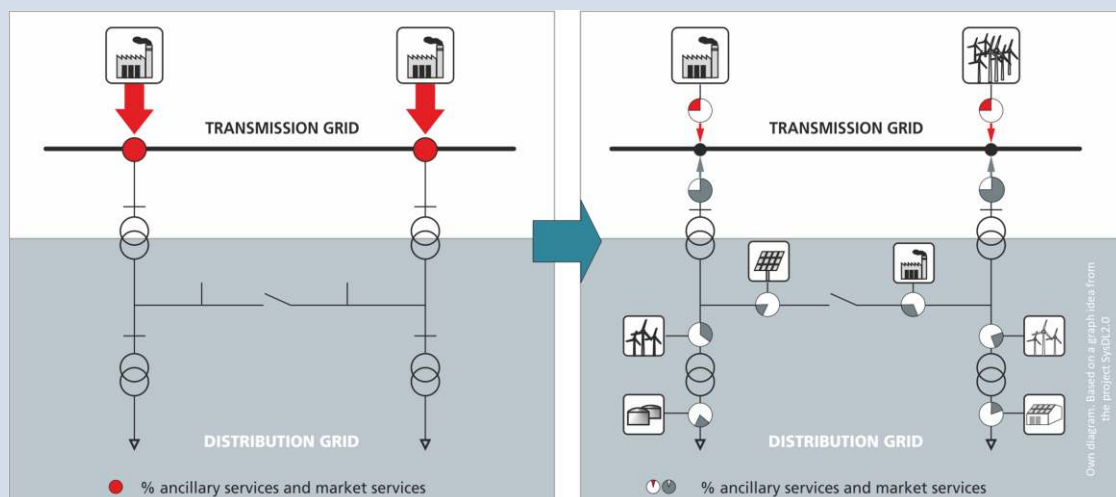 TRANSMISSION GRID
DISTRIBUTION GRID
% ancillary services and market services
TRANSMISSION GRID
DISTRIBUTION GRID
% ancillary services and market services
Own diagram. Based on a graph idea from
the project SysDL2.0